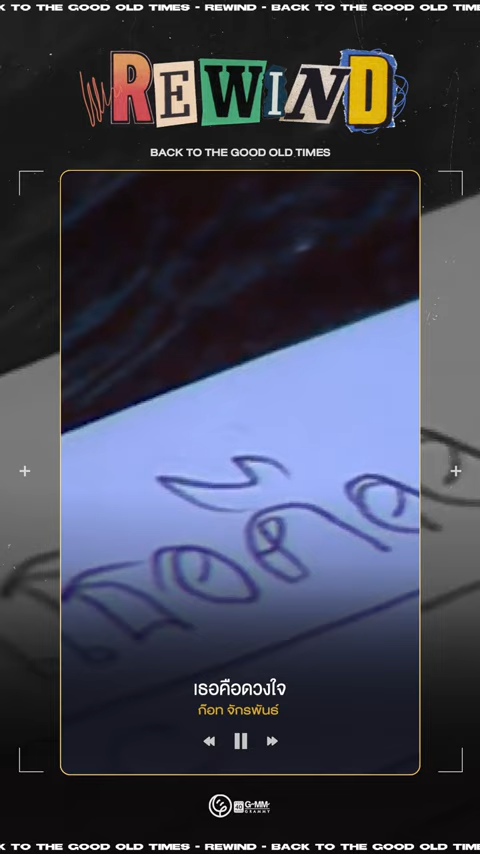 K TO THE GOOD OLD TIMES - REWIND - BACK TO THE GOOD OLD TIME
REWIND
BACK TO THE GOOD OLD TIMES
เธอคือดวงใจ
ก๊อท จักรพันธ์
G-MM-
GRAMMY
K TO THE GOOD OLD TIMES - REWIND - BACK TO THE GOOD OLD TIME